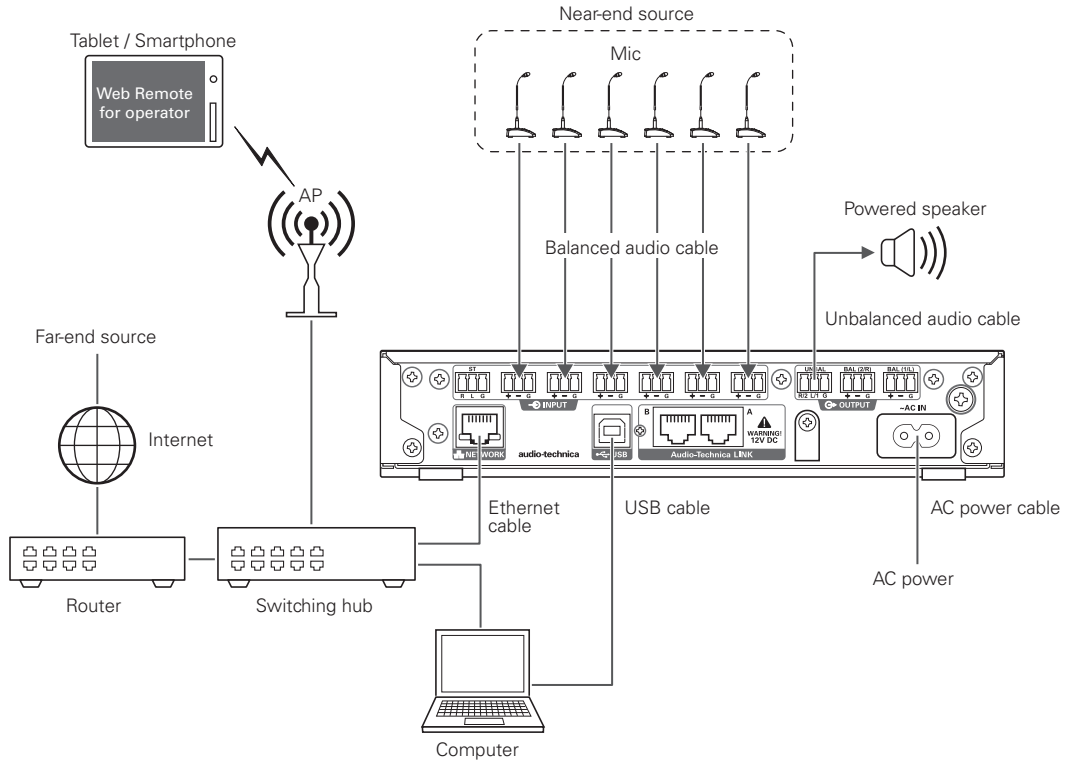 Near-end source
Tablet / Smartphone
Mic
Web Remote
for operator
AP
Powered speaker
Balanced audio cable
Unbalanced audio cable
Far-end source
ST
UNBAL
BAL (2/R)
BAL (1/L)
R L G
+ − G
+ − G
+ − G
+ − G
+ − G
+ − G
R/2 L/1 G
+ − G
+ − G
INPUT
OUTPUT
~AC IN
B
A
WARNING!
12V DC
Internet
NETWORK
audio-technica
USB
Audio-Technica LINK
Ethernet
cable
USB cable
AC power cable
AC power
Router
Switching hub
Computer